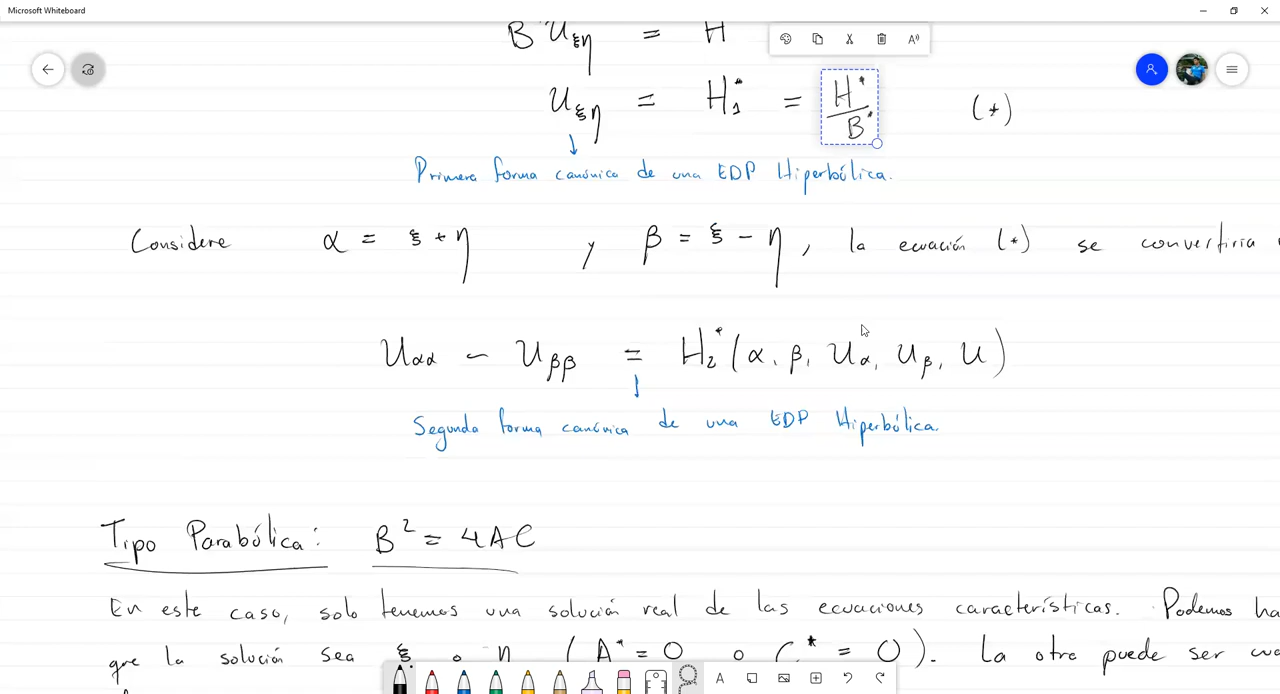 Microsoft Whiteboard
B* u_ξη = H
u_ξη = H₁* = H*/B* (*)
Primera forma canónica de una EDP Hiperbólica.
Considere α = ξ + η y β = ξ - η, la ecuación (*) se convertiría
u_αα - u_ββ = H₂*(α, β, u_α, u_β, u)
Segunda forma canónica de una EDP Hiperbólica.
Tipo Parabólica: B² = 4AC
En este caso, solo tenemos una solución real de las ecuaciones características. Podemos ha
que la solución sea ξ o η (A* = 0 o C* = 0). La otra puede ser cua